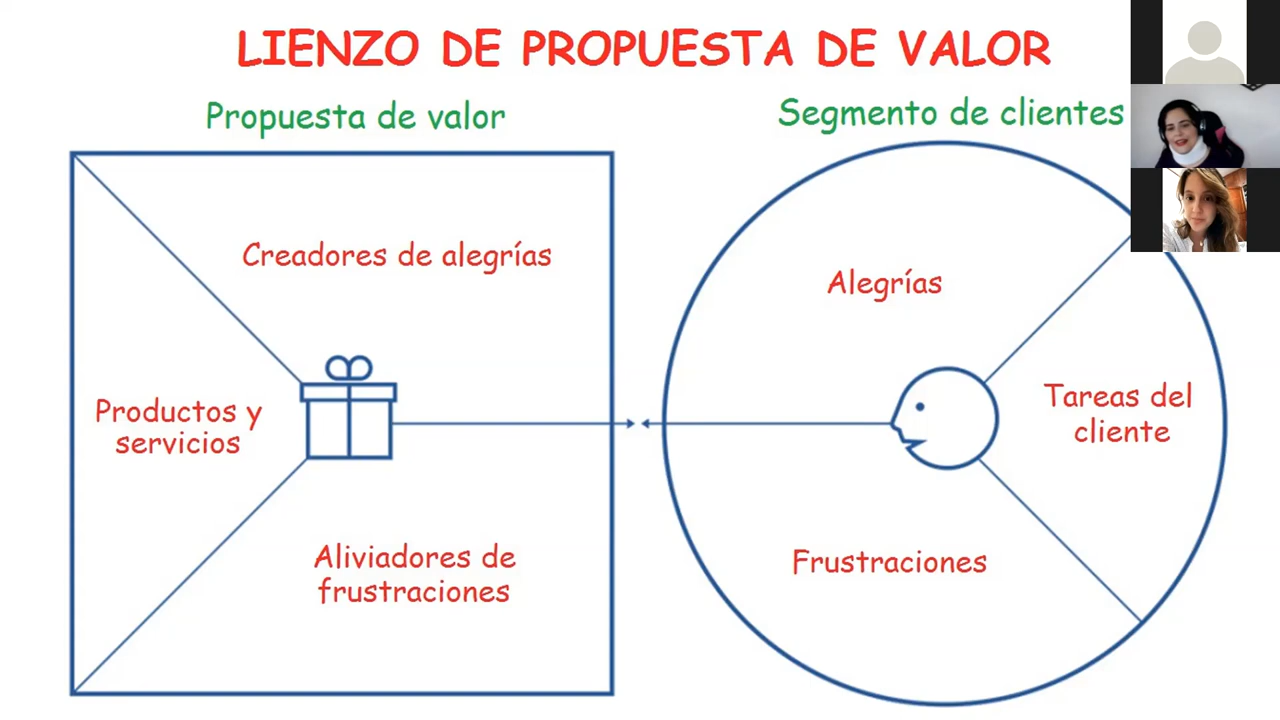 LIENZO DE PROPUESTA DE VALOR
Propuesta de valor
Creadores de alegrías
Productos y
servicios
Aliviadores de
frustraciones
Segmento de clientes
Alegrías
Tareas del
cliente
Frustraciones